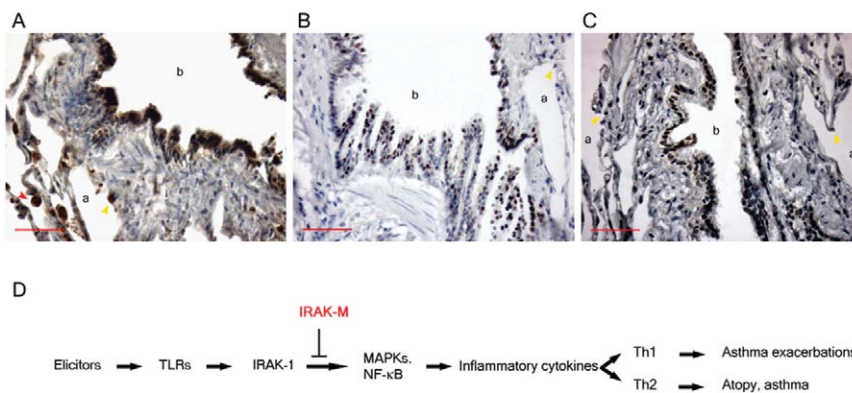 A
B
C
b
a
b
a
a
b
a
D
IRAK-M
Elicitors
TLRs
IRAK-1
MAPKs,
NF-κB
Inflammatory cytokines
Th1
Asthma exacerbations
Th2
Atopy, asthma